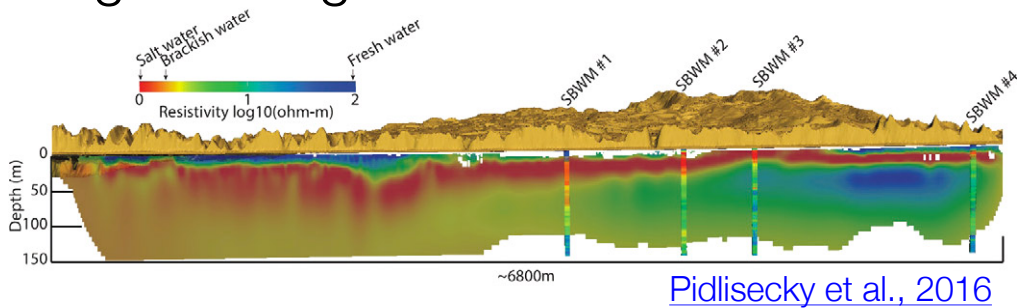 Salt water
Brackish water
Fresh water
0 1 2
Resistivity log10(ohm-m)
SBWM #1
SBWM #2
SBWM #3
SBWM #4
Depth (m)
0
50
100
150
~6800m
Pidlisecky et al., 2016